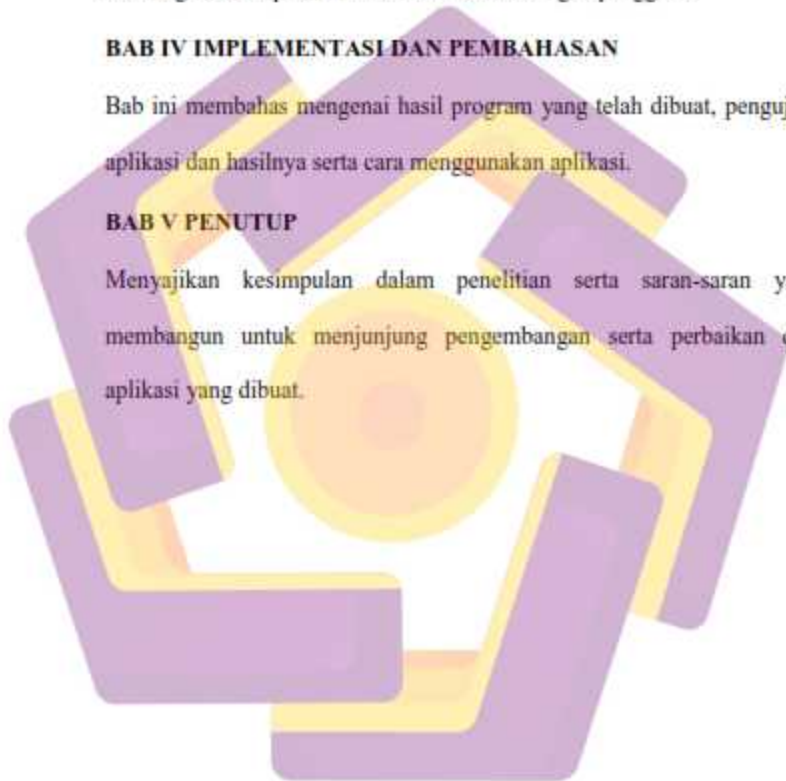 BAB IV IMPLEMENTASI DAN PEMBAHASAN
Bab ini membahas mengenai hasil program yang telah dibuat,
aplikasi dan hasilnya serta cara menggunakan aplikasi.
BAB V PENUTUP
Menyajikan kesimpulan dalam penelitian serta saran-saran
membangun untuk menjunjung pengembangan serta perbaikan
aplikasi yang dibuat.